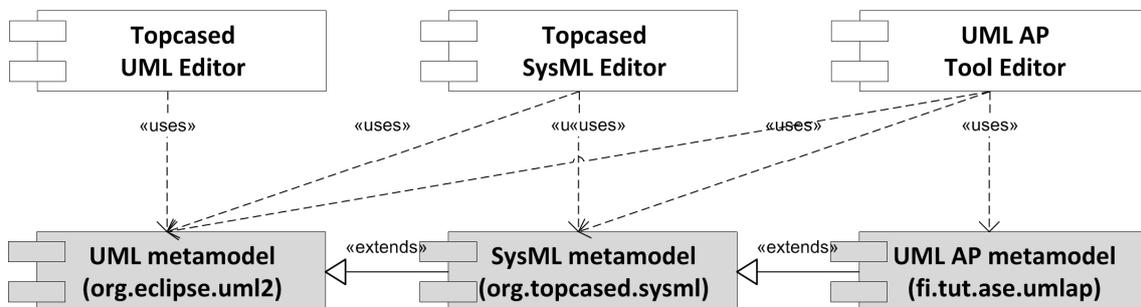 Topcased
UML Editor
Topcased
SysML Editor
UML AP
Tool Editor
«uses»
«uses»
«u«uses»
«uses»
«uses»
UML metamodel
(org.eclipse.uml2)
«extends»
SysML metamodel
(org.topcased.sysml)
«extends»
UML AP metamodel
(fi.tut.ase.umlap)